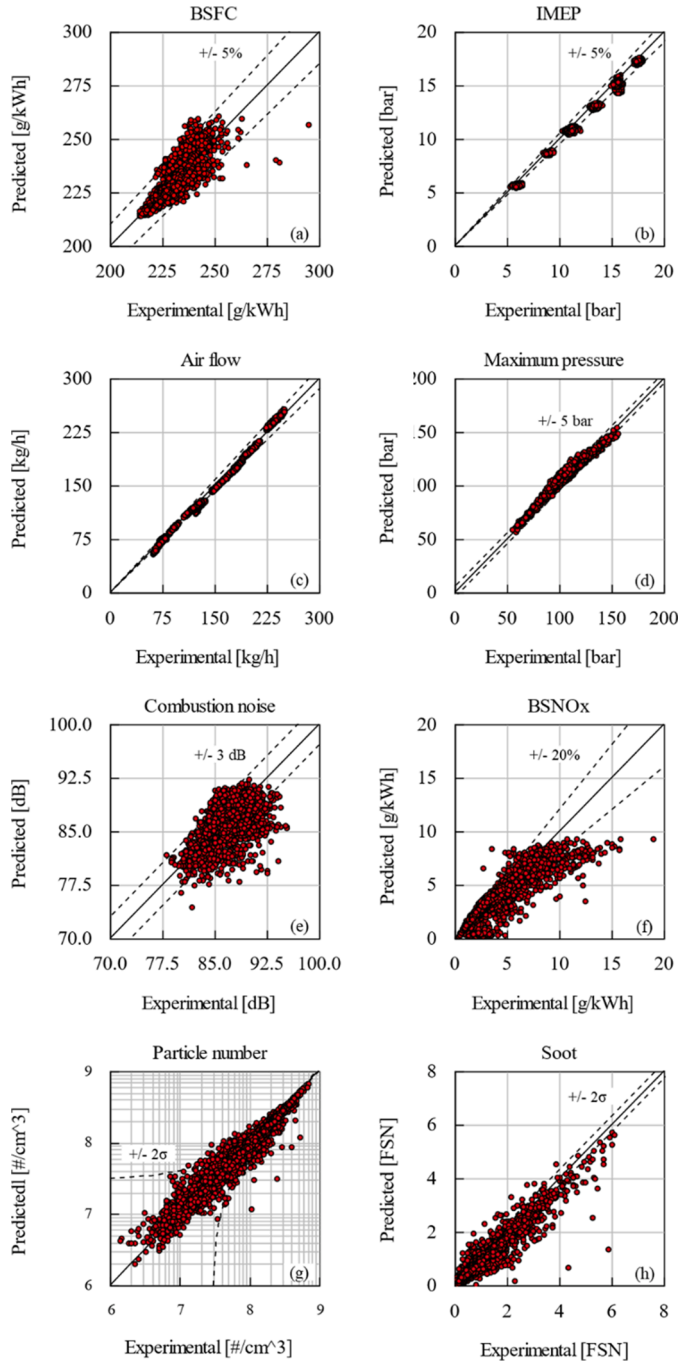 BSFC
300
275
250
225
200
200 225 250 275 300
Predicted [g/kWh]
Experimental [g/kWh]
+/- 5%
(a)
IMEP
20
15
10
5
0
0 5 10 15 20
Predicted [bar]
Experimental [bar]
+/- 5%
(b)
Air flow
300
225
150
75
0
0 75 150 225 300
Predicted [kg/h]
Experimental [kg/h]
(c)
Maximum pressure
200
150
100
50
0
0 50 100 150 200
Predicted [bar]
Experimental [bar]
+/- 5 bar
(d)
Combustion noise
100.0
92.5
85.0
77.5
70.0
70.0 77.5 85.0 92.5 100.0
Predicted [dB]
Experimental [dB]
+/- 3 dB
(e)
BSNOx
20
15
10
5
0
0 5 10 15 20
Predicted [g/kWh]
Experimental [g/kWh]
+/- 20%
(f)
Particle number
9
8
7
6
6 7 8 9
Predicted| [#/cm^3]
Experimental [#/cm^3]
+/- 2σ
(g)
Soot
8
6
4
2
0
0 2 4 6 8
Predicted [FSN]
Experimental [FSN]
+/- 2σ
(h)